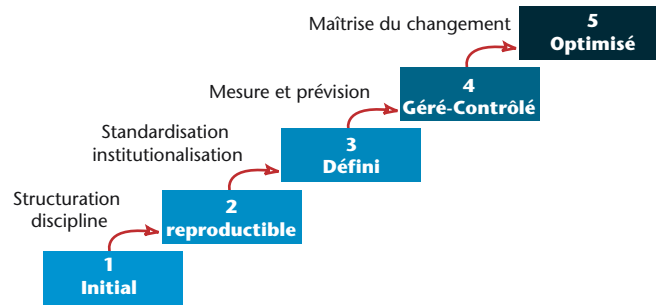 Maîtrise du changement
5
Optimisé
Mesure et prévision
4
Géré-Contrôlé
Standardisation
institutionalisation
3
Défini
Structuration
discipline
2
reproductible
1
Initial